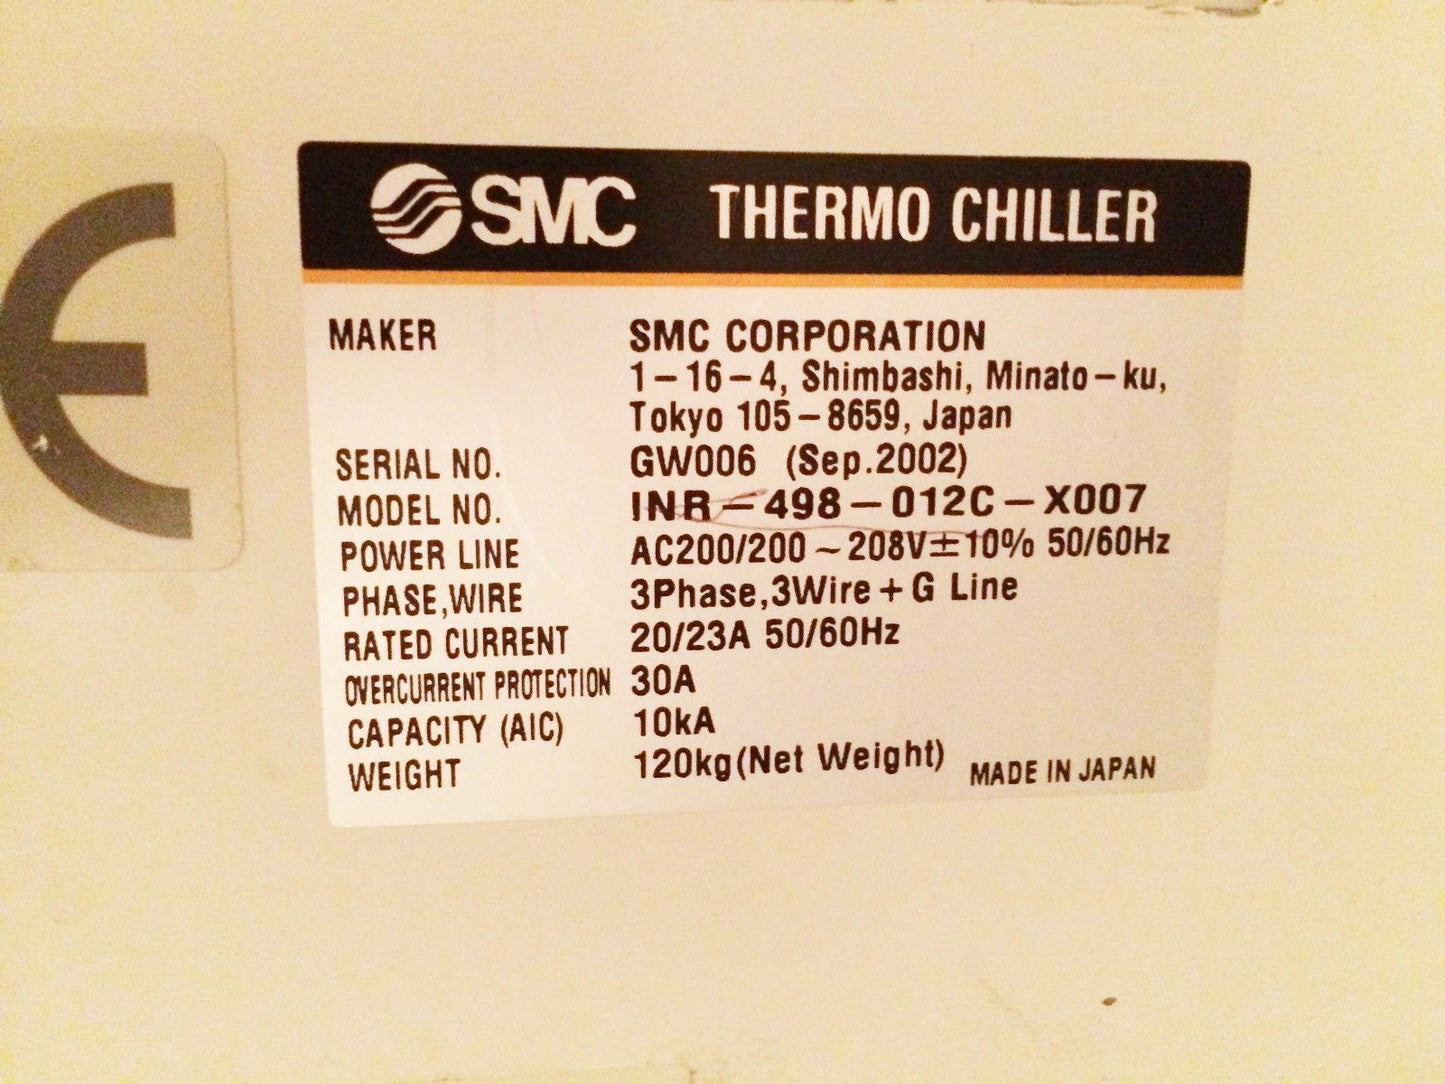 SMC THERMO CHILLER
MAKER SMC CORPORATION
1-16-4, Shimbashi, Minato-ku,
Tokyo 105-8659, Japan
SERIAL NO. GW006 (Sep.2002)
MODEL NO. INR-498-012C-X007
POWER LINE AC200/200~208V±10% 50/60Hz
PHASE,WIRE 3Phase,3Wire+G Line
RATED CURRENT 20/23A 50/60Hz
OVERCURRENT PROTECTION 30A
CAPACITY (AIC) 10kA
WEIGHT 120kg(Net Weight) MADE IN JAPAN